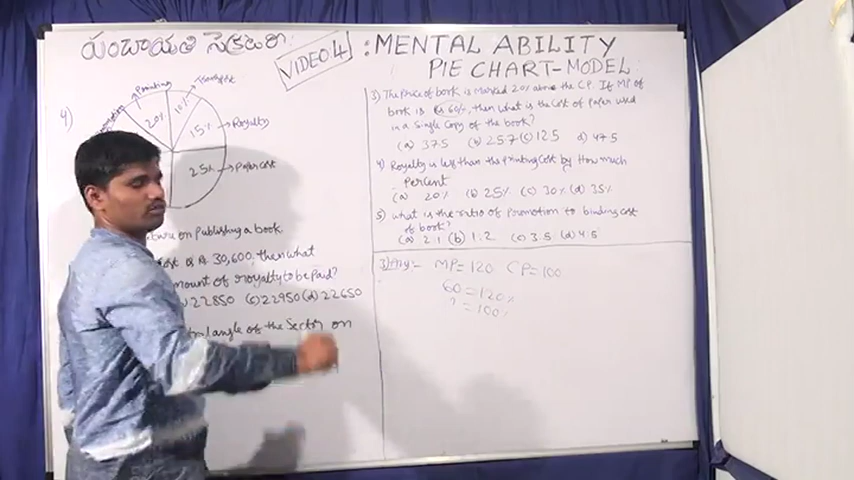 పంచాయతీ సెక్రెటరీ
VIDEO 4
: MENTAL ABILITY
PIE CHART-MODEL
4)
Printing
Transport
20%
10%
15%
Royalty
25%
Paper cost
ture on publishing a book.
cost is Rs 30,600, then what
mount of royalty to be paid?
22850 (c) 22950 (d) 22650
angle of the Sector on
3) The price of book is marked 20% above the C.P. If MP of
book is Rs 60/-, then what is the cost of paper used
in a single copy of the book?
(a) 37.5 (b) 25.7 (c) 12.5 d) 47.5
4) Royalty is less than the printing cost by How much
percent
(a) 20% (b) 25% (c) 30% (d) 35%
5) what is the ratio of promotion to binding cost
of book?
(a) 2:1 (b) 1:2 (c) 3:5 (d) 4:5
3) Any:- MP=120 CP=100
60 = 120%
? = 100%